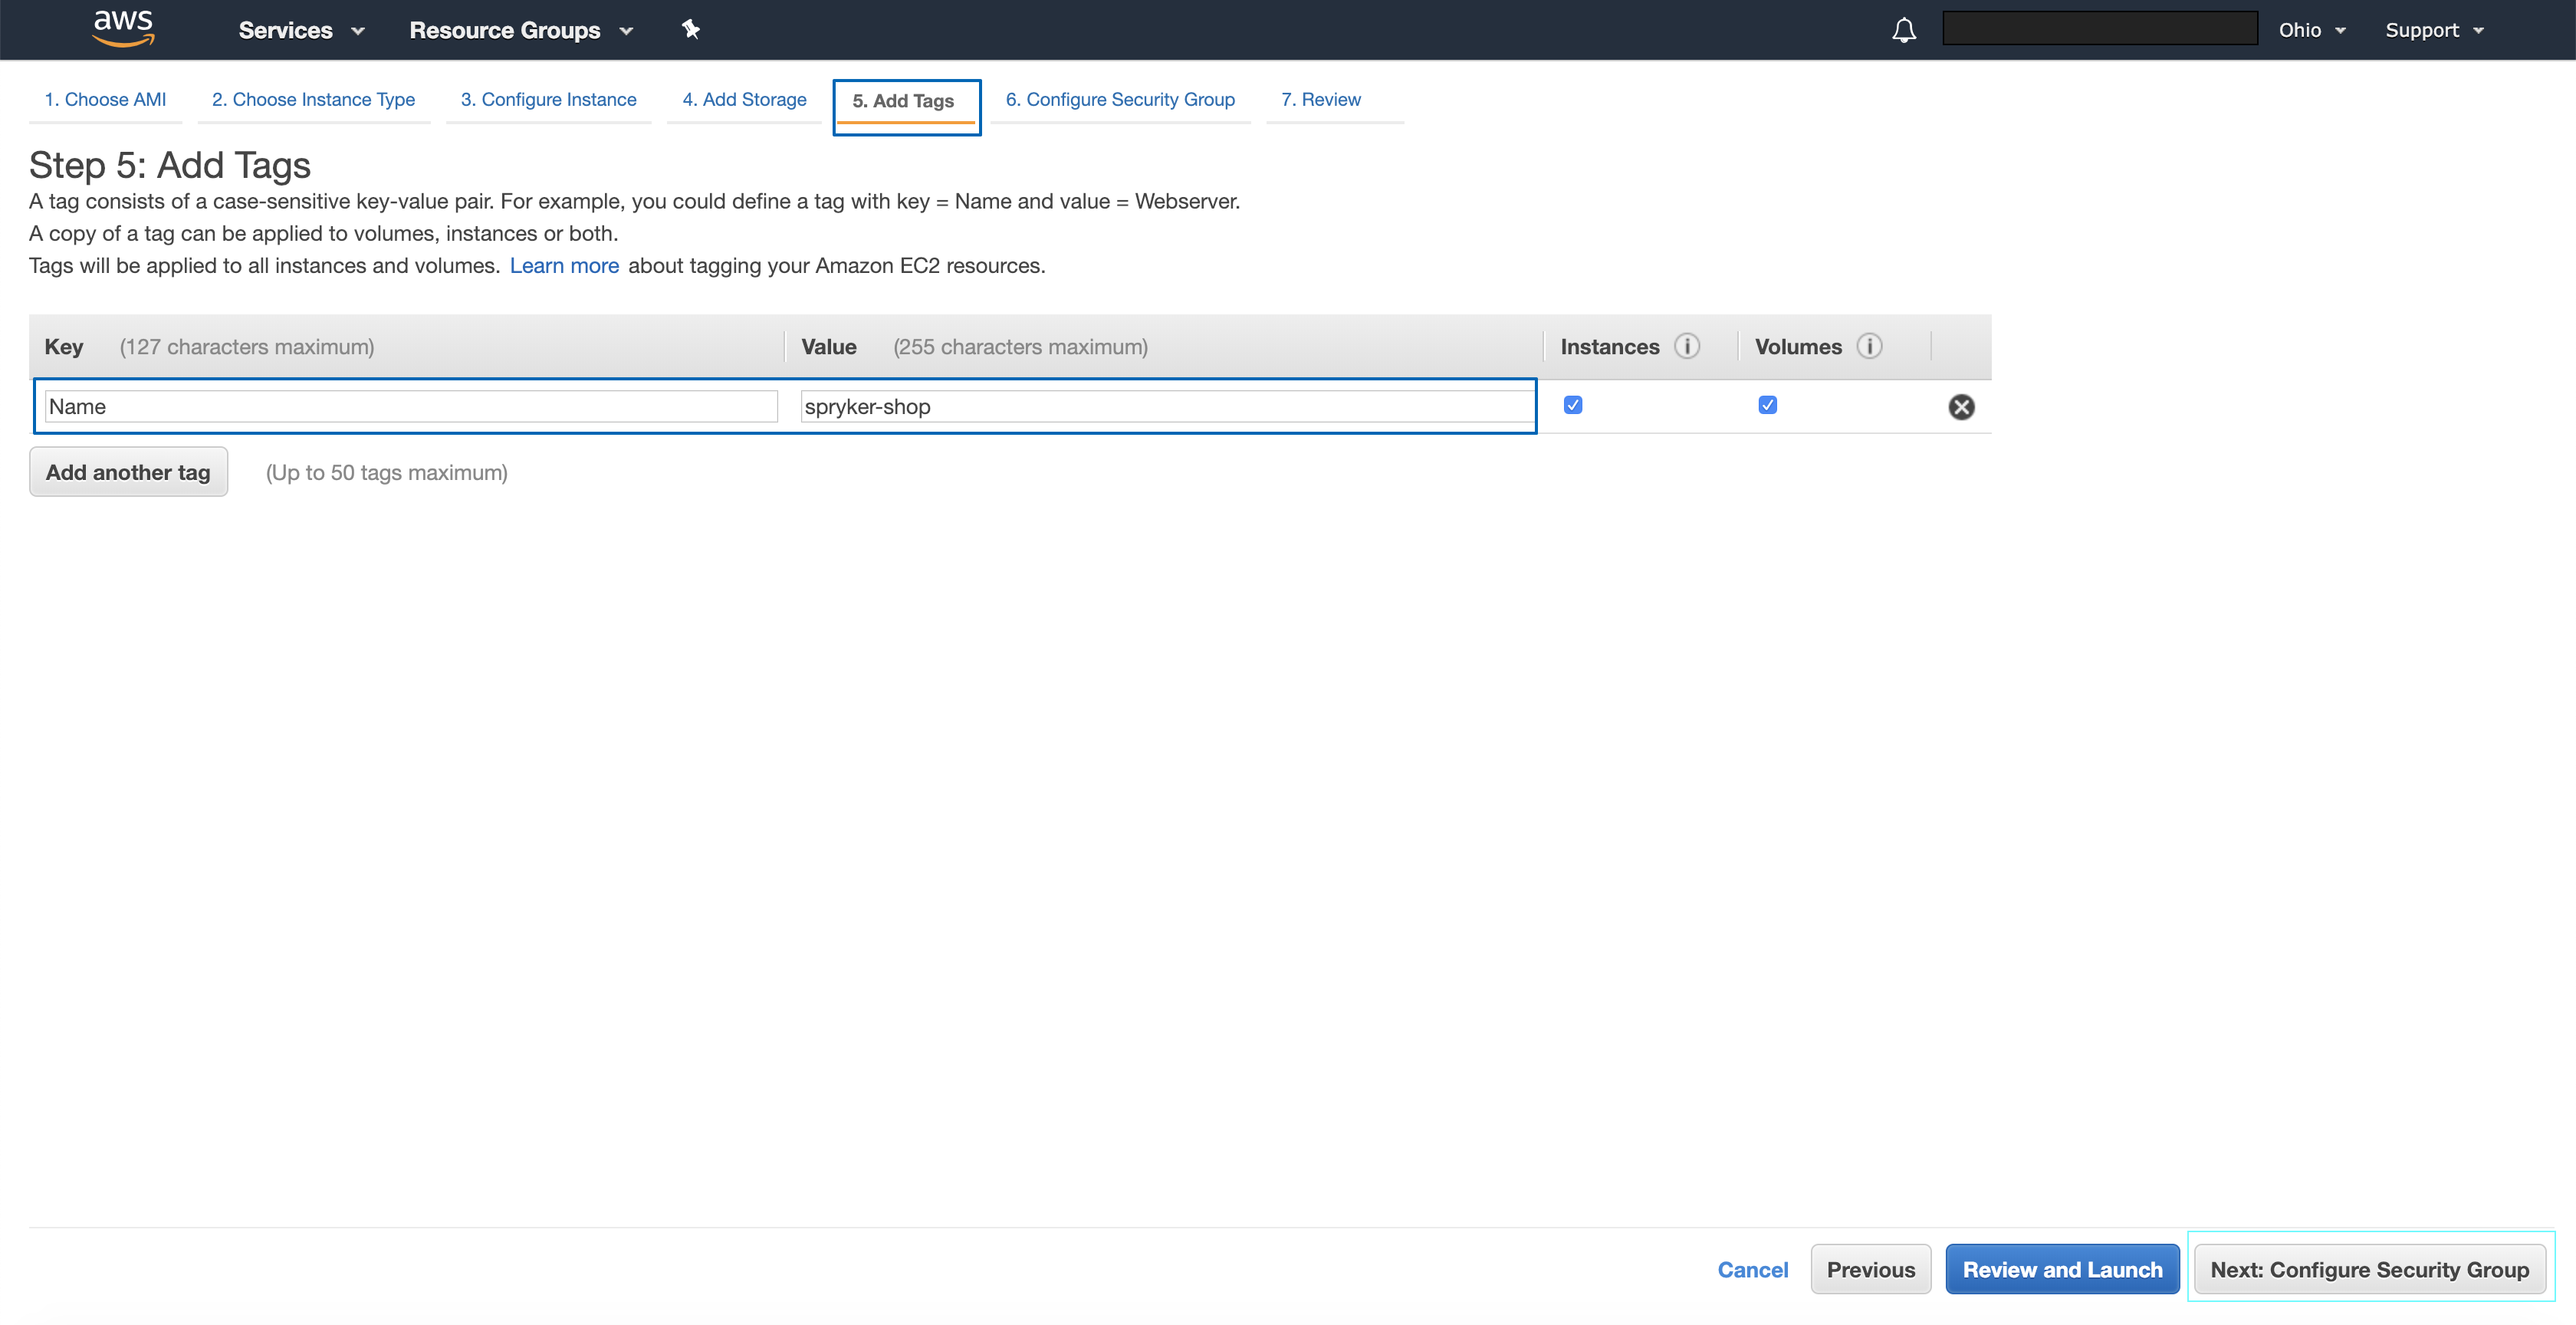 aws Services Resource Groups Ohio Support
1. Choose AMI 2. Choose Instance Type 3. Configure Instance 4. Add Storage 5. Add Tags 6. Configure Security Group 7. Review
Step 5: Add Tags
A tag consists of a case-sensitive key-value pair. For example, you could define a tag with key = Name and value = Webserver.
A copy of a tag can be applied to volumes, instances or both.
Tags will be applied to all instances and volumes. Learn more about tagging your Amazon EC2 resources.
Key (127 characters maximum) Value (255 characters maximum) Instances i Volumes i
Name spryker-shop
Add another tag (Up to 50 tags maximum)
Cancel Previous Review and Launch Next: Configure Security Group